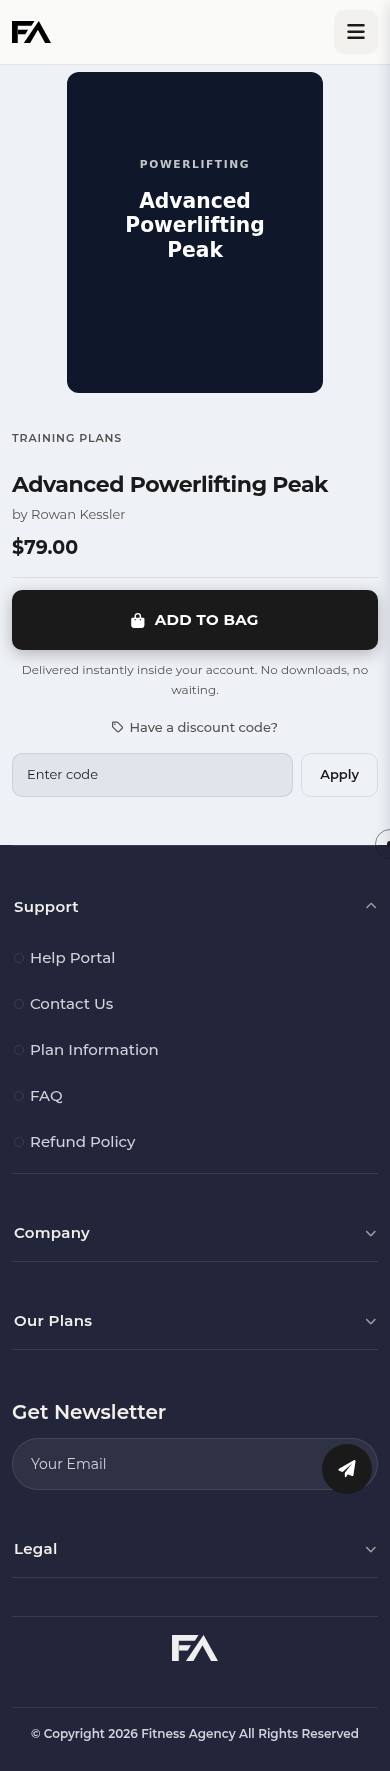 FA
POWERLIFTING
Advanced
Powerlifting
Peak
TRAINING PLANS
Advanced Powerlifting Peak
by Rowan Kessler
$79.00
ADD TO BAG
Delivered instantly inside your account. No downloads, no
waiting.
Have a discount code?
Enter code
Apply
Support
Help Portal
Contact Us
Plan Information
FAQ
Refund Policy
Company
Our Plans
Get Newsletter
Your Email
Legal
FA
© Copyright 2026 Fitness Agency All Rights Reserved